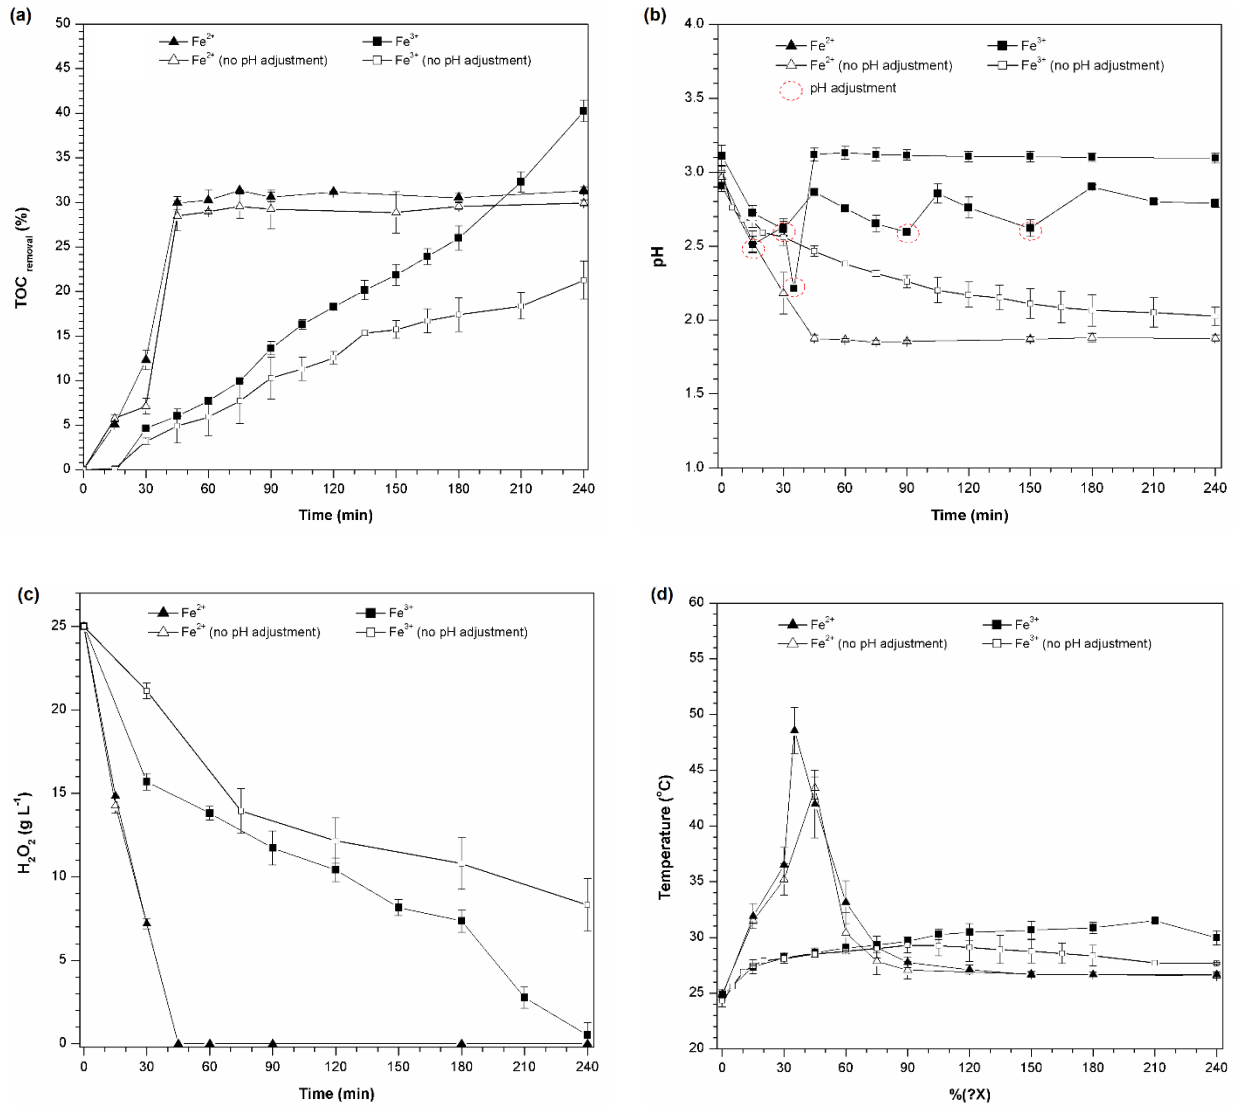 (a)
50
45
40
35
30
25
20
15
10
5
0
TOC removal (%)
Fe2+ Fe3+
Fe2+ (no pH adjustment) Fe3+ (no pH adjustment)
0 30 60 90 120 150 180 210 240
Time (min)
(b)
4.0
3.5
3.0
2.5
2.0
1.5
1.0
pH
Fe2+ Fe3+
Fe2+ (no pH adjustment) Fe3+ (no pH adjustment)
pH adjustment
0 30 60 90 120 150 180 210 240
Time (min)
(c)
25
20
15
10
5
0
H2O2 (g L-1)
Fe2+ Fe3+
Fe2+ (no pH adjustment) Fe3+ (no pH adjustment)
0 30 60 90 120 150 180 210 240
Time (min)
(d)
60
55
50
45
40
35
30
25
20
Temperature (°C)
Fe2+ Fe3+
Fe2+ (no pH adjustment) Fe3+ (no pH adjustment)
0 30 60 90 120 150 180 210 240
%(?X)